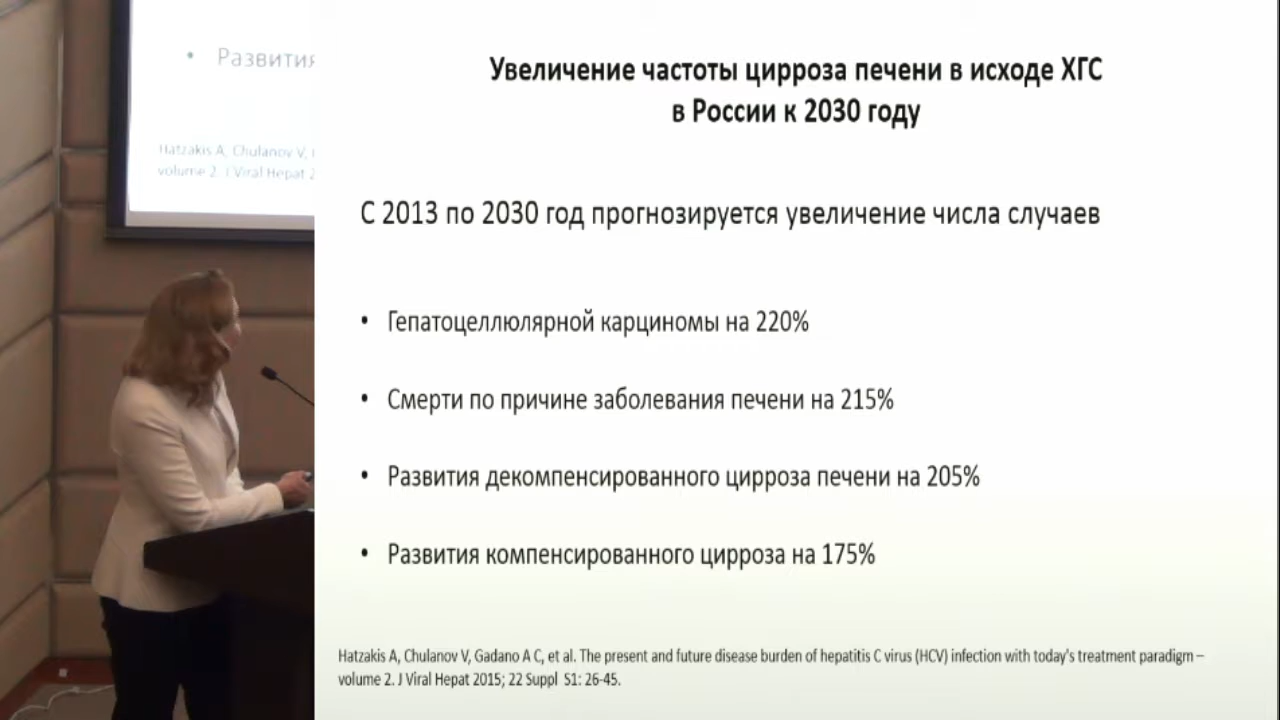 • Развития
Hatzakis A, Chulanov V,
volume 2. J Viral Hepat 2
Увеличение частоты цирроза печени в исходе ХГС
в России к 2030 году
С 2013 по 2030 год прогнозируется увеличение числа случаев
• Гепатоцеллюлярной карциномы на 220%
• Смерти по причине заболевания печени на 215%
• Развития декомпенсированного цирроза печени на 205%
• Развития компенсированного цирроза на 175%
Hatzakis A, Chulanov V, Gadano A C, et al. The present and future disease burden of hepatitis C virus (HCV) infection with today's treatment paradigm –
volume 2. J Viral Hepat 2015; 22 Suppl S1: 26-45.